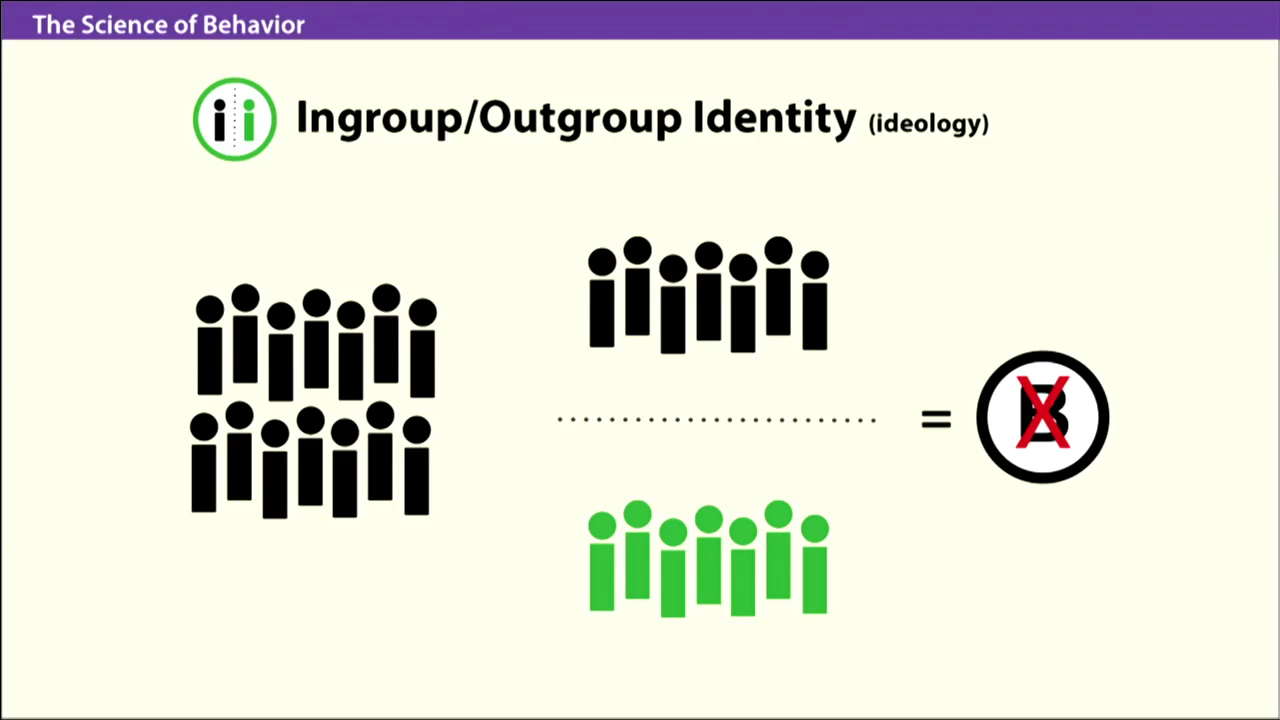 The Science of Behavior
Ingroup/Outgroup Identity (ideology)
= B X